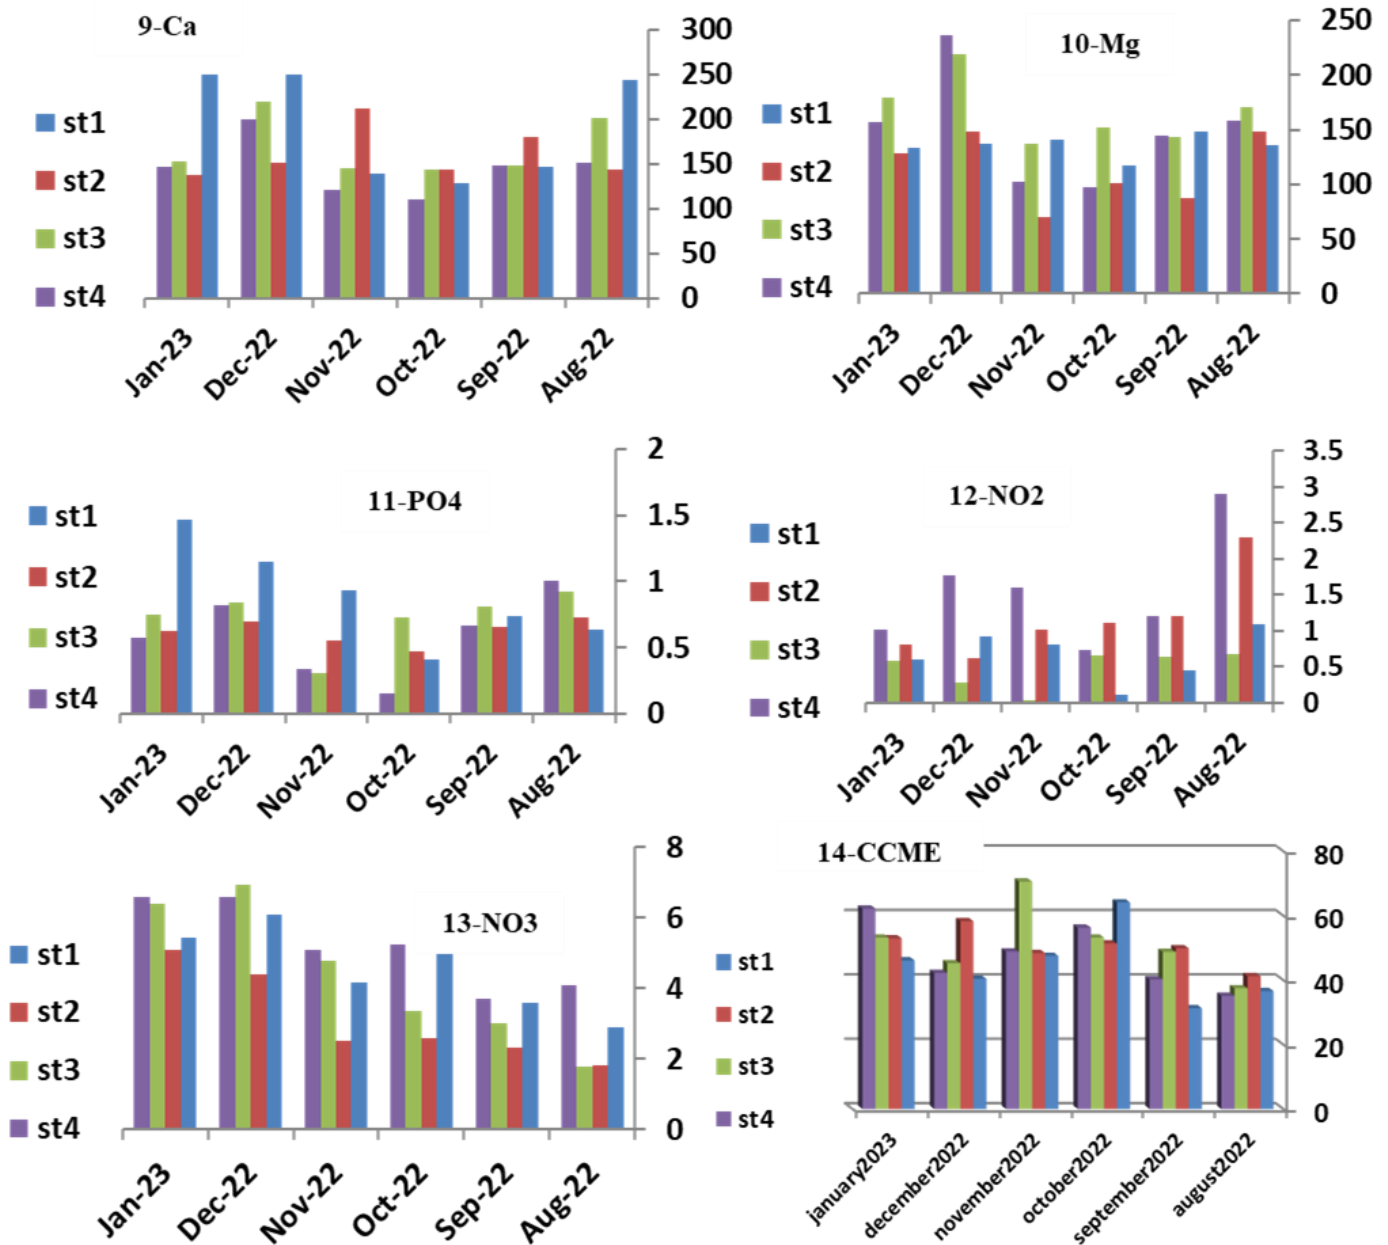 9-Ca
300
250
200
150
100
50
0
st1
st2
st3
st4
Jan-23
Dec-22
Nov-22
Oct-22
Sep-22
Aug-22
10-Mg
250
200
150
100
50
0
st1
st2
st3
st4
Jan-23
Dec-22
Nov-22
Oct-22
Sep-22
Aug-22
11-PO4
2
1.5
1
0.5
0
st1
st2
st3
st4
Jan-23
Dec-22
Nov-22
Oct-22
Sep-22
Aug-22
12-NO2
3.5
3
2.5
2
1.5
1
0.5
0
st1
st2
st3
st4
Jan-23
Dec-22
Nov-22
Oct-22
Sep-22
Aug-22
13-NO3
8
6
4
2
0
st1
st2
st3
st4
Jan-23
Dec-22
Nov-22
Oct-22
Sep-22
Aug-22
14-CCME
80
60
40
20
0
st1
st2
st3
st4
january2023
december2022
november2022
october2022
september2022
august2022